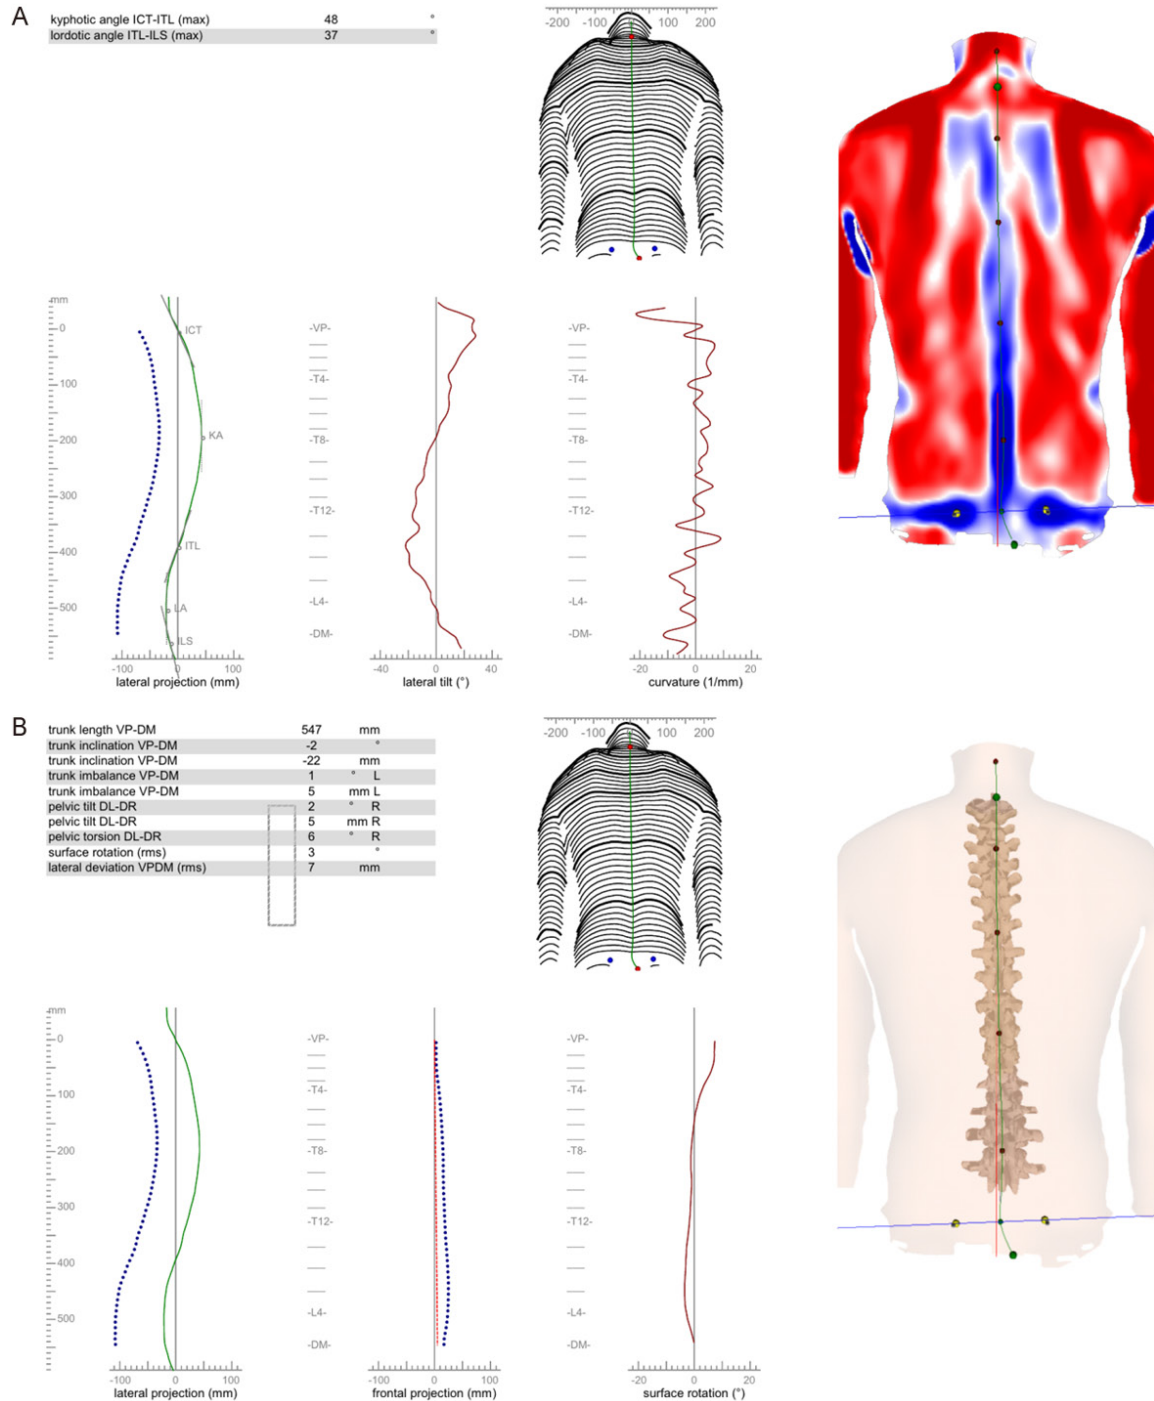 A
kyphotic angle ICT-ITL (max) 48 °
lordotic angle ITL-ILS (max) 37 °
-200 0 100 200
mm
0
100
200
300
400
500
ICT
KA
ITL
LA
ILS
-100 0 100
lateral projection (mm)
-VP-
-T4-
-T8-
-T12-
-L4-
-DM-
-40 0 40
lateral tilt (°)
-VP-
-T4-
-T8-
-T12-
-L4-
-DM-
-20 0 20
curvature (1/mm)
B
trunk length VP-DM 547 mm
trunk inclination VP-DM -2 °
trunk inclination VP-DM -22 mm
trunk imbalance VP-DM 1 ° L
trunk imbalance VP-DM 5 mm L
pelvic tilt DL-DR 2 ° R
pelvic tilt DL-DR 5 mm R
pelvic torsion DL-DR 6 ° R
surface rotation (rms) 3 °
lateral deviation VPDM (rms) 7 mm
-200 0 100 200
mm
0
100
200
300
400
500
-100 0 100
lateral projection (mm)
-VP-
-T4-
-T8-
-T12-
-L4-
-DM-
-100 0 100
frontal projection (mm)
-VP-
-T4-
-T8-
-T12-
-L4-
-DM-
-20 0 20
surface rotation (°)